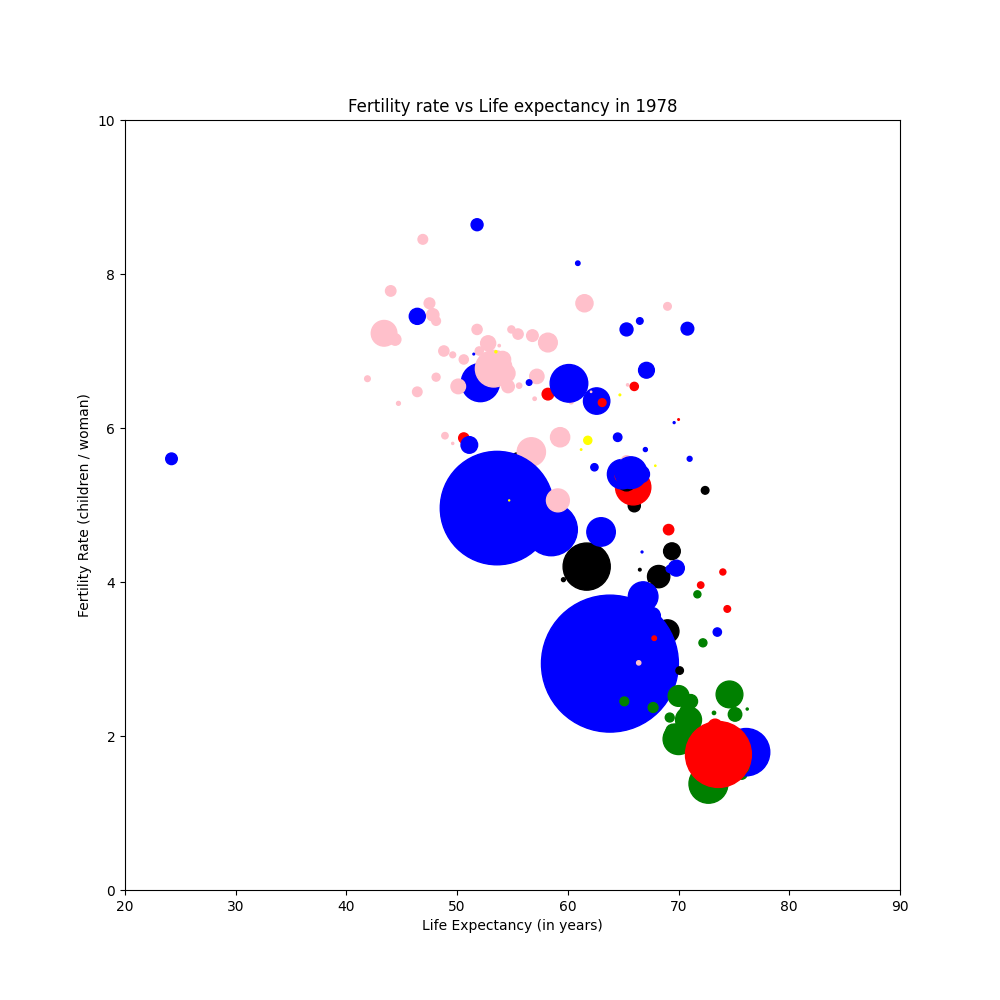 Fertility rate vs Life expectancy in 1978
10
8
6
4
2
0
Fertility Rate (children / woman)
20 30 40 50 60 70 80 90
Life Expectancy (in years)